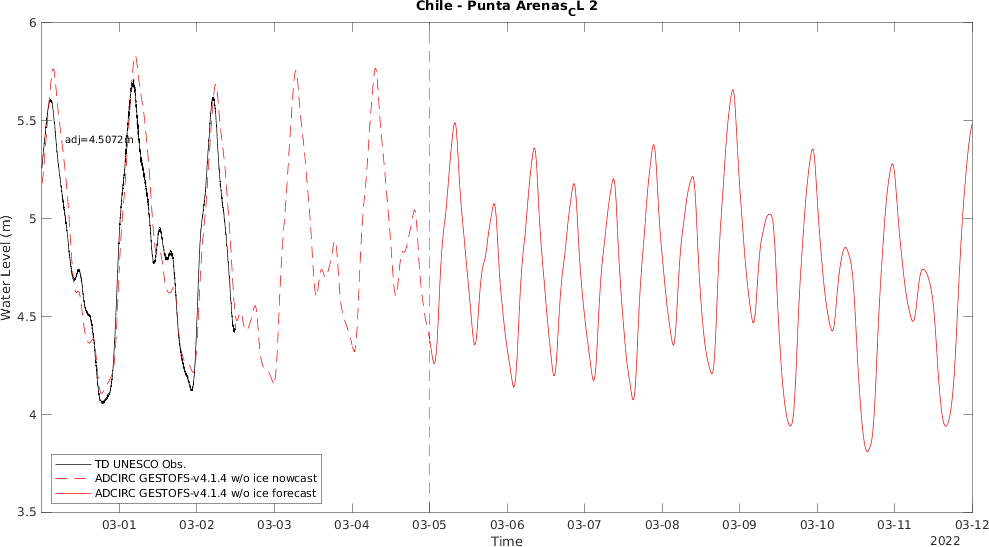 Chile - Punta Arenas_CL 2
6
5.5
5
4.5
4
3.5
Water Level (m)
adj=4.5072m
TD UNESCO Obs.
ADCIRC GESTOFS-v4.1.4 w/o ice nowcast
ADCIRC GESTOFS-v4.1.4 w/o ice forecast
03-01 03-02 03-03 03-04 03-05 03-06 03-07 03-08 03-09 03-10 03-11 03-12
Time
2022